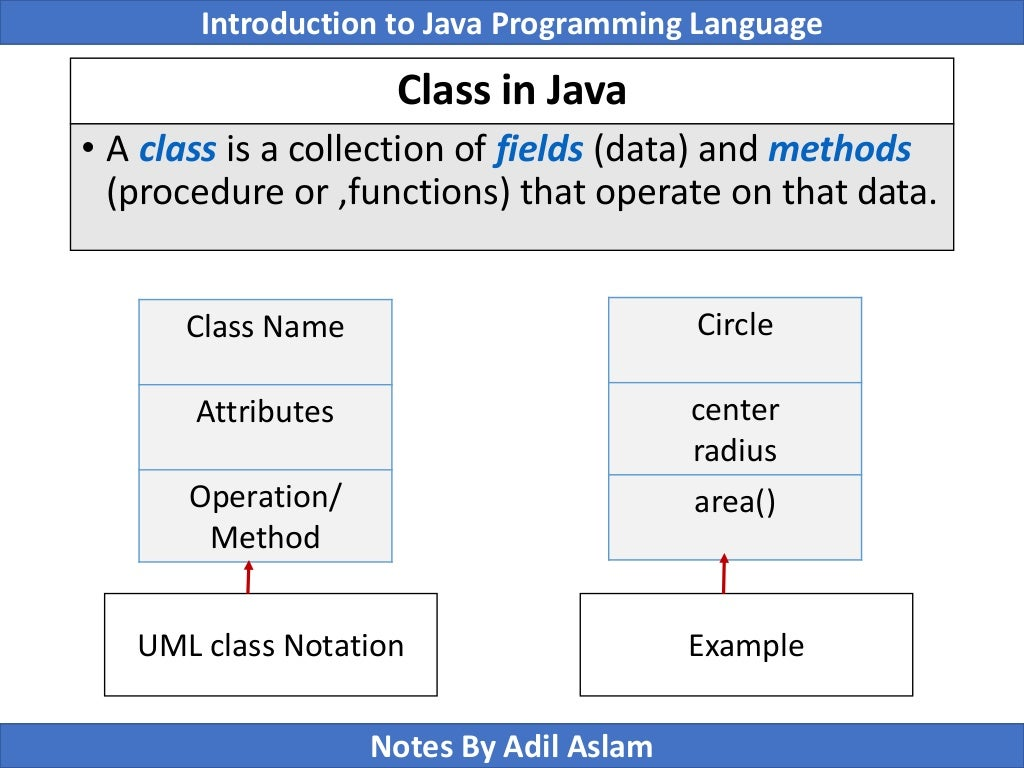 Introduction to Java Programming Language
Class in Java
• A class is a collection of fields (data) and methods
(procedure or ,functions) that operate on that data.
Class Name
Attributes
Operation/
Method
UML class Notation
Circle
center
radius
area()
Example
Notes By Adil Aslam